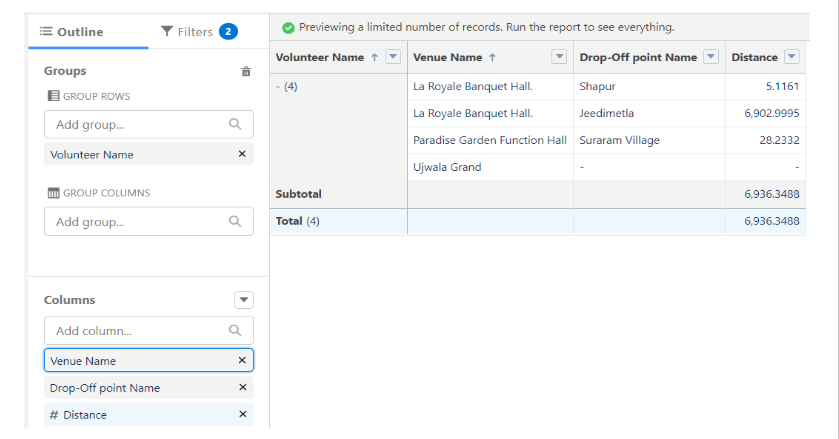 Outline
Filters 2
Groups
GROUP ROWS
Add group...
Volunteer Name
GROUP COLUMNS
Add group...
Columns
Add column...
Venue Name
Drop-Off point Name
# Distance
Previewing a limited number of records. Run the report to see everything.
Volunteer Name Venue Name Drop-Off point Name Distance
- (4) La Royale Banquet Hall. Shapur 5.1161
La Royale Banquet Hall. Jeedimetla 6,902.9995
Paradise Garden Function Hall Suraram Village 28.2332
Ujwala Grand - -
Subtotal 6,936.3488
Total (4) 6,936.3488